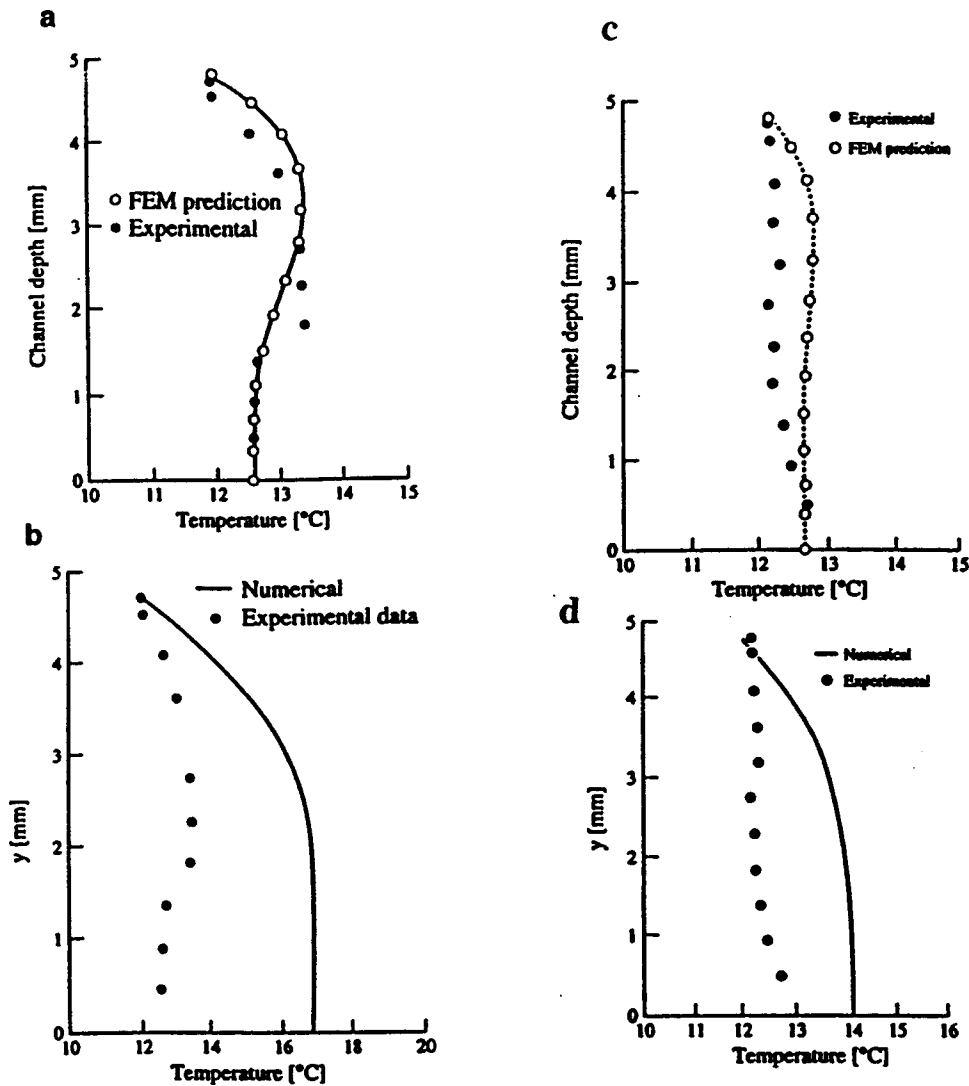 a
5
4
3
2
1
0
Channel depth [mm]
FEM prediction
Experimental
10 11 12 13 14 15
Temperature [°C]
b
5
4
3
2
1
0
y [mm]
Numerical
Experimental data
10 12 14 16 18 20
Temperature [°C]
c
5
4
3
2
1
0
Channel depth [mm]
Experimental
FEM prediction
10 11 12 13 14 15
Temperature [°C]
d
5
4
3
2
1
0
y [mm]
Numerical
Experimental
10 11 12 13 14 15 16
Temperature [°C]